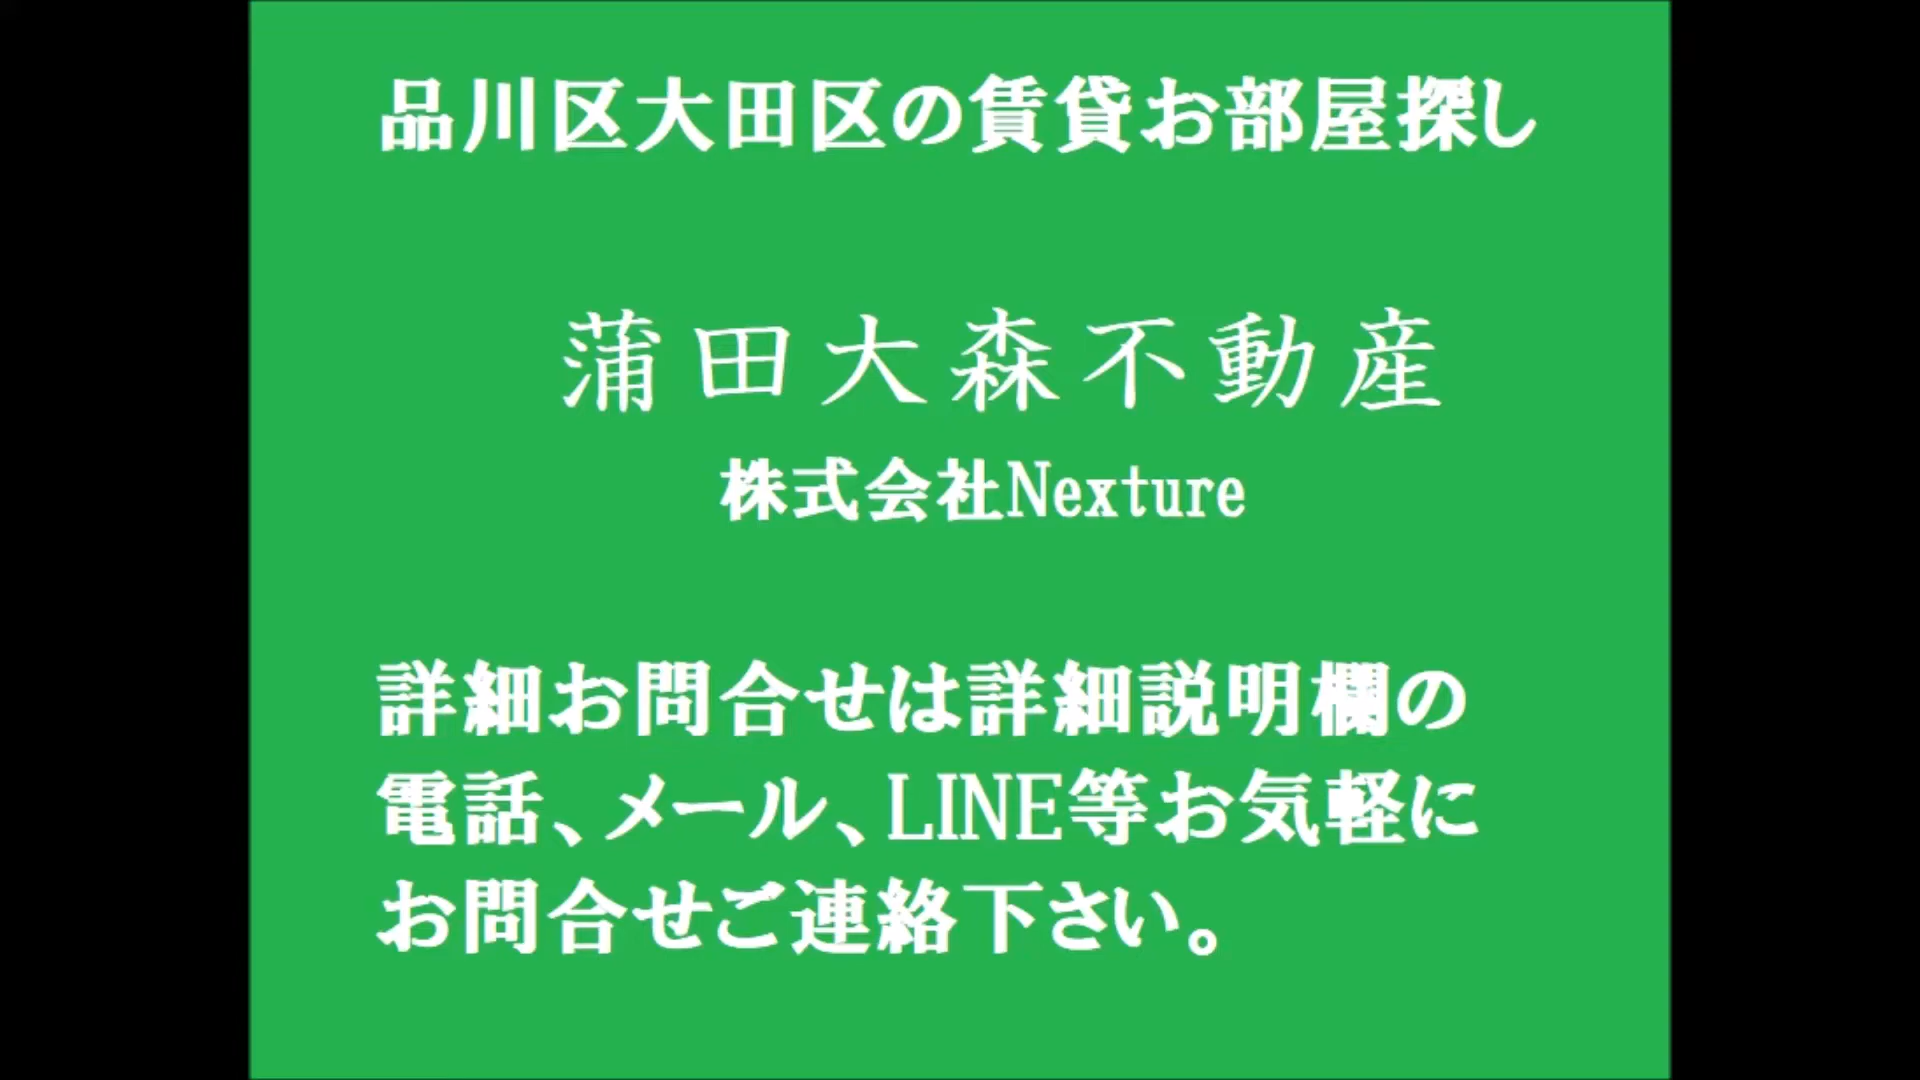 品川区大田区の賃貸お部屋探し
蒲田大森不動産
株式会社Nexture
詳細お問合せは詳細説明欄の
電話、メール、LINE等お気軽に
お問合せご連絡下さい。